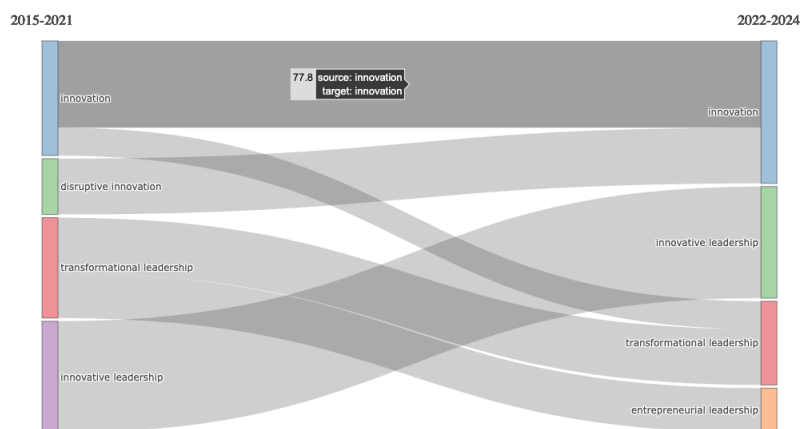 2015-2021
2022-2024
77.8 source: innovation
target: innovation
innovation
innovation
disruptive innovation
innovative leadership
transformational leadership
transformational leadership
innovative leadership
entrepreneurial leadership